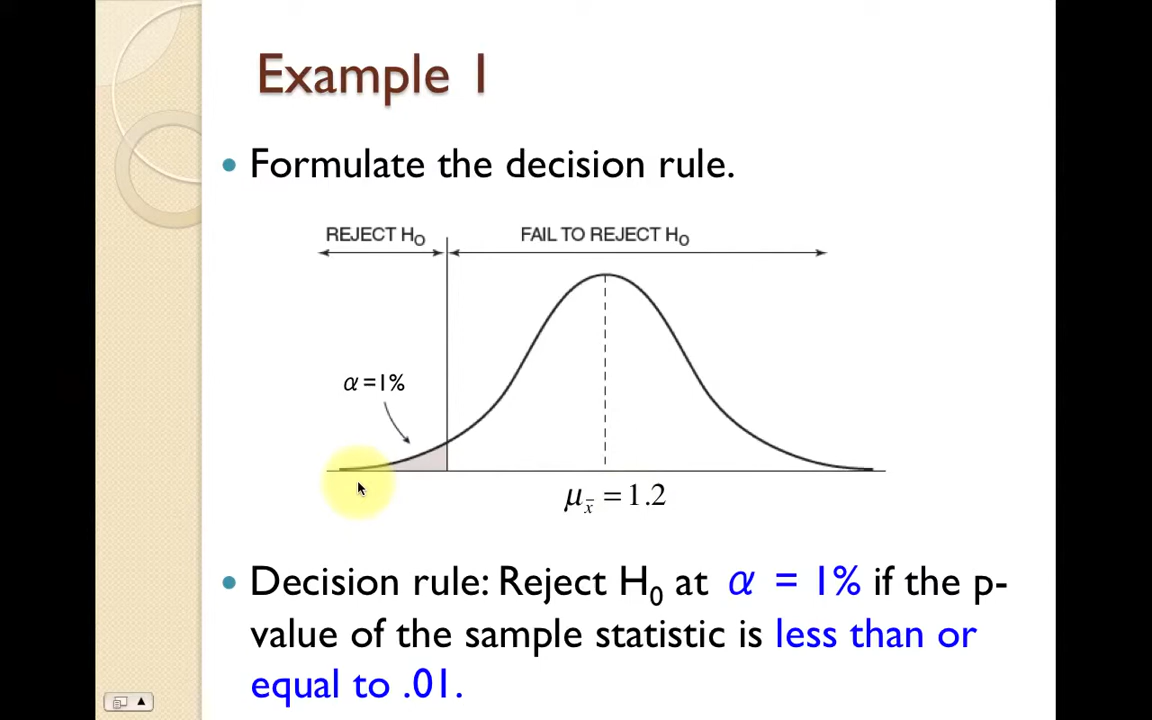 Example 1
• Formulate the decision rule.
REJECT H₀ FAIL TO REJECT H₀
α =1%
μx̄ = 1.2
• Decision rule: Reject H₀ at α = 1% if the p-
value of the sample statistic is less than or
equal to .01.